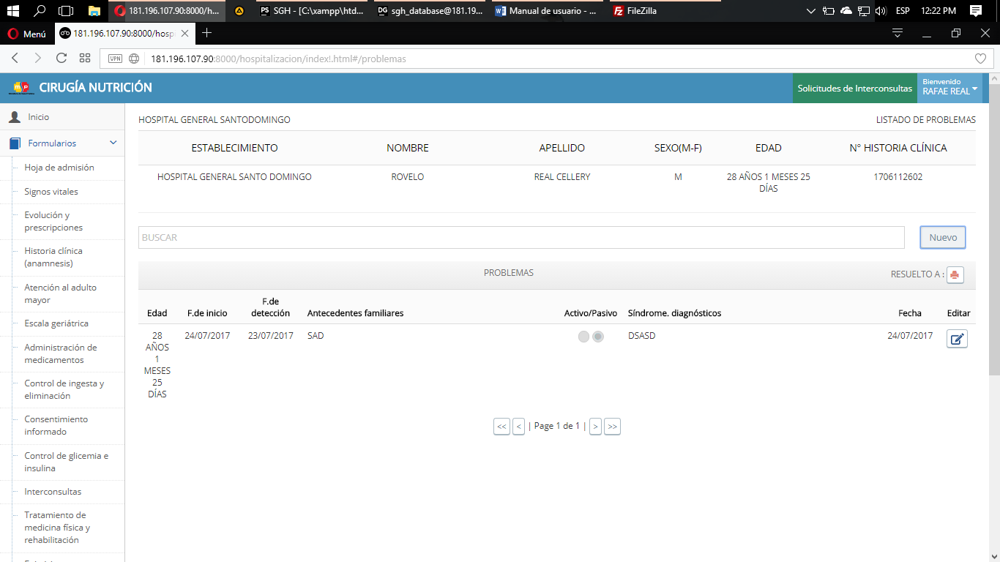 181.196.107.90:8000/h...
SGH - [C:\xampp\htd...
sgh_database@181.19...
Manual de usuario - ...
FileZilla
ESP
12:22 PM
Menú
181.196.107.90:8000/hosp
VPN
181.196.107.90:8000/hospitalizacion/index!.html#/problemas
CIRUGÍA NUTRICIÓN
Solicitudes de Interconsultas
Bienvenido
RAFAE REAL
Inicio
Formularios
Hoja de admisión
Signos vitales
Evolución y
prescripciones
Historia clínica
(anamnesis)
Atención al adulto
mayor
Escala geriátrica
Administración de
medicamentos
Control de ingesta y
eliminación
Consentimiento
informado
Control de glicemia e
insulina
Interconsultas
Tratamiento de
medicina física y
rehabilitación
HOSPITAL GENERAL SANTODOMINGO
LISTADO DE PROBLEMAS
ESTABLECIMIENTO NOMBRE APELLIDO SEXO(M-F) EDAD N° HISTORIA CLÍNICA
HOSPITAL GENERAL SANTO DOMINGO ROVELO REAL CELLERY M 28 AÑOS 1 MESES 25 1706112602
DÍAS
BUSCAR
Nuevo
PROBLEMAS
RESUELTO A :
F.de
Edad F.de inicio detección Antecedentes familiares Activo/Pasivo Síndrome. diagnósticos Fecha Editar
28 24/07/2017 23/07/2017 SAD DSASD 24/07/2017
AÑOS
1
MESES
25
DÍAS
<< < | Page 1 de 1 | > >>